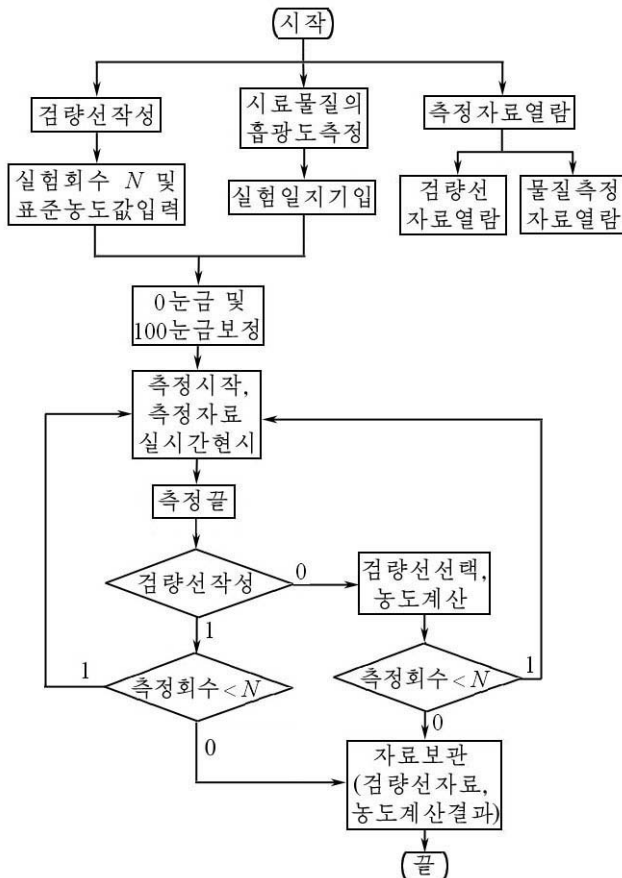 시작
검량선작성
시료물질의
흡광도측정
측정자료열람
실험회수 N 및
표준농도값입력
실험일지기입
검량선
자료열람
물질측정
자료열람
0눈금 및
100눈금보정
측정시작,
측정자료
실시간현시
측정끝
검량선작성
0
검량선선택,
농도계산
1
1
측정회수<N
측정회수<N
1
0
0
자료보관
(검량선자료,
농도계산결과)
끝